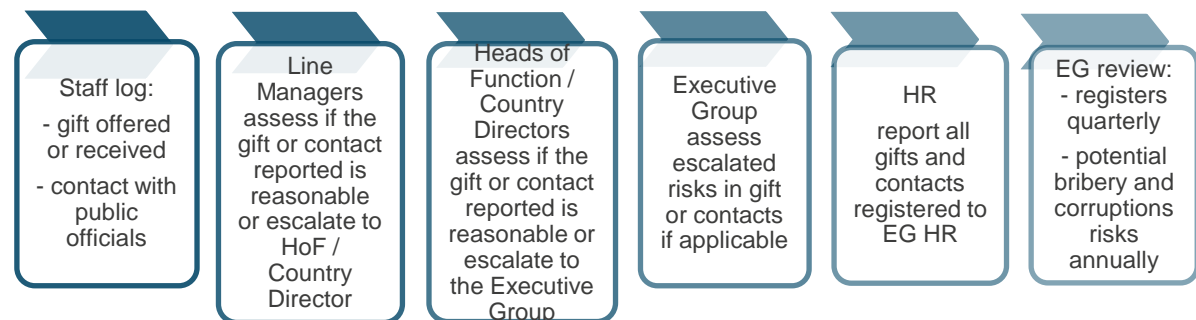 Staff log:
- gift offered
or received
- contact with
public
officials
Line
Managers
assess if the
gift or contact
reported is
reasonable
or escalate to
HoF /
Country
Director
Heads of
Function /
Country
Directors
assess if the
gift or contact
reported is
reasonable or
escalate to
the Executive
Group
Executive
Group
assess
escalated
risks in gift
or contacts
if applicable
HR
report all
gifts and
contacts
registered to
EG HR
EG review:
- registers
quarterly
- potential
bribery and
corruptions
risks
annually